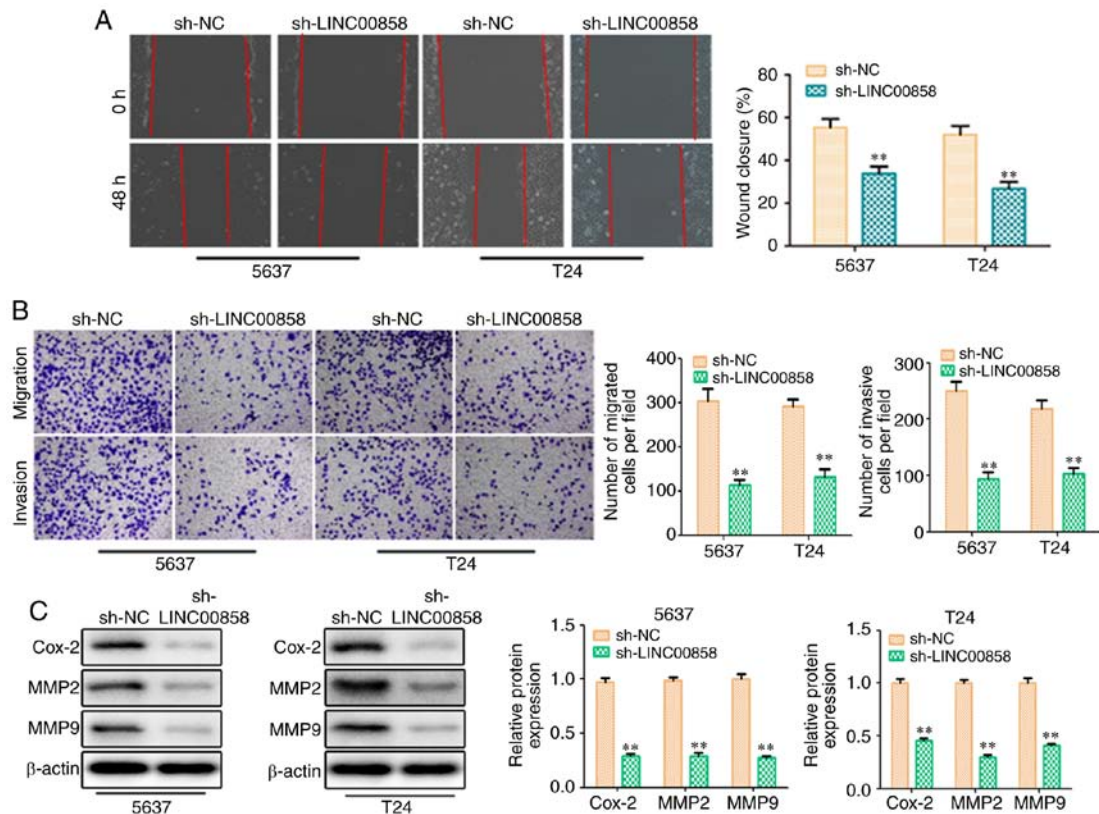 A
sh-NC sh-LINC00858 sh-NC sh-LINC00858
0 h
48 h
5637 T24
Wound closure (%)
80
60
40
20
0
sh-NC
sh-LINC00858
** **
5637 T24
B
sh-NC sh-LINC00858 sh-NC sh-LINC00858
Migration
Invasion
5637 T24
Number of migrated
cells per field
400
300
200
100
0
sh-NC
sh-LINC00858
** **
5637 T24
Number of invasive
cells per field
300
200
100
0
sh-NC
sh-LINC00858
** **
5637 T24
C
sh-NC sh-
LINC00858
Cox-2
MMP2
MMP9
β-actin
5637
sh-NC sh-
LINC00858
Cox-2
MMP2
MMP9
β-actin
T24
5637
Relative protein
expression
1.5
1.0
0.5
0.0
sh-NC
sh-LINC00858
** ** **
Cox-2 MMP2 MMP9
T24
Relative protein
expression
1.5
1.0
0.5
0.0
sh-NC
sh-LINC00858
** ** **
Cox-2 MMP2 MMP9